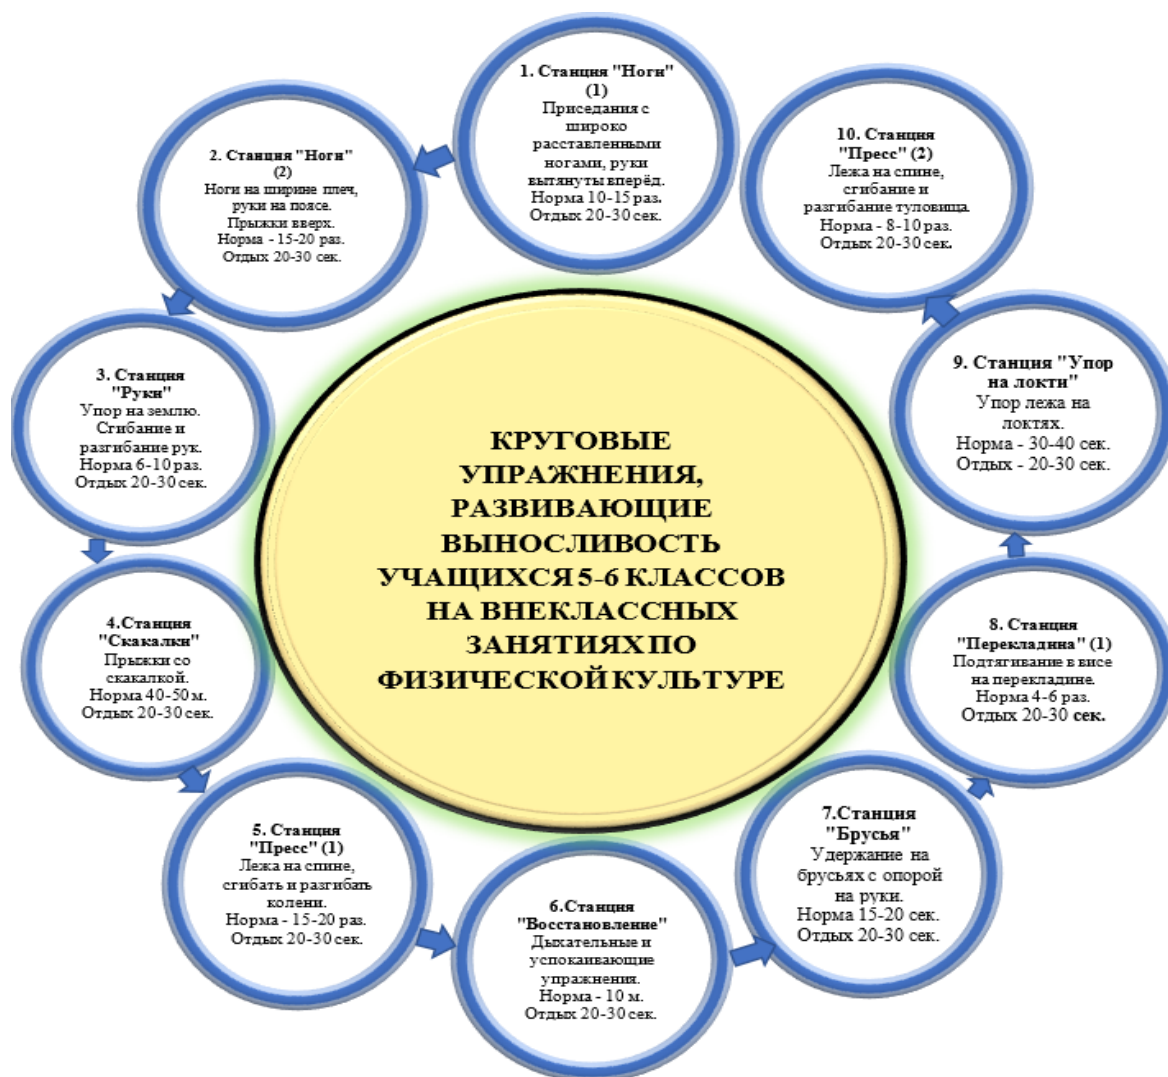 1. Станция "Ноги"
(1)
Приседания с
широко
расставленными
ногами, руки
вытянуты вперёд.
Норма 10-15 раз.
Отдых 20-30 сек.
2. Станция "Ноги"
(2)
Ноги на ширине плеч,
руки на поясе.
Прыжки вверх.
Норма - 15-20 раз.
Отдых 20-30 сек.
3. Станция
"Руки"
Упор на землю.
Сгибание и
разгибание рук.
Норма 6-10 раз.
Отдых 20-30 сек.
4.Станция
"Скакалки"
Прыжки со
скакалкой.
Норма 40-50 м.
Отдых 20-30 сек.
5. Станция
"Пресс" (1)
Лежа на спине,
сгибать и разгибать
колени.
Норма - 15-20 раз.
Отдых 20-30 сек.
6.Станция
"Восстановление"
Дыхательные и
успокаивающие
упражнения.
Норма - 10 м.
Отдых 20-30 сек.
7.Станция
"Брусья"
Удержание на
брусьях с опорой
на руки.
Норма 15-20 сек.
Отдых 20-30 сек.
8. Станция
"Перекладина" (1)
Подтягивание в висе
на перекладине.
Норма 4-6 раз.
Отдых 20-30 сек.
9. Станция "Упор
на локти"
Упор лежа на
локтях.
Норма - 30-40 сек.
Отдых - 20-30 сек.
10. Станция
"Пресс" (2)
Лежа на спине,
сгибание и
разгибание туловища.
Норма - 8-10 раз.
Отдых 20-30 сек.
КРУГОВЫЕ
УПРАЖНЕНИЯ,
РАЗВИВАЮЩИЕ
ВЫНОСЛИВОСТЬ
УЧАЩИХСЯ 5-6 КЛАССОВ
НА ВНЕКЛАССНЫХ
ЗАНЯТИЯХ ПО
ФИЗИЧЕСКОЙ КУЛЬТУРЕ